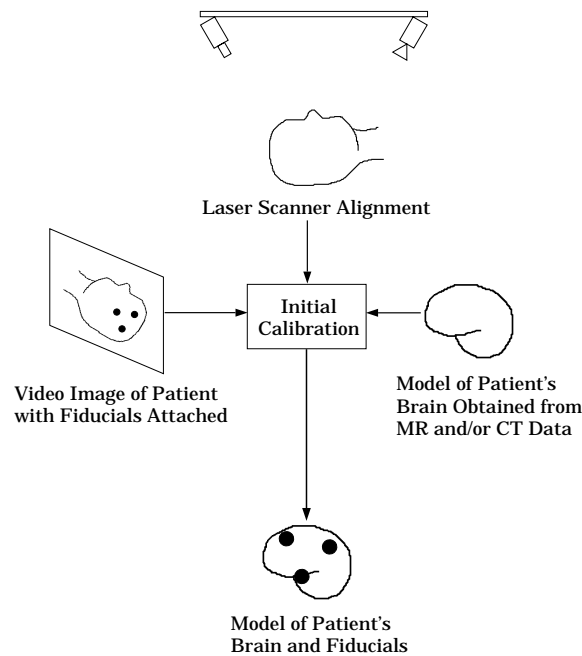 Laser Scanner Alignment
Initial
Calibration
Video Image of Patient
with Fiducials Attached
Model of Patient's
Brain Obtained from
MR and/or CT Data
Model of Patient's
Brain and Fiducials